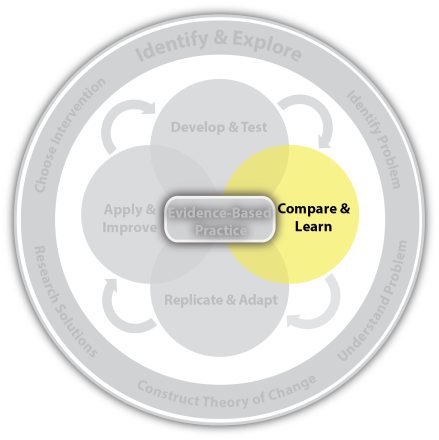 Identify & Explore
Choose Intervention
Identify Problem
Develop & Test
Apply &
Improve
Evidence-Based
Practice
Compare &
Learn
Replicate & Adapt
Research Solutions
Understand Problem
Construct Theory of Change